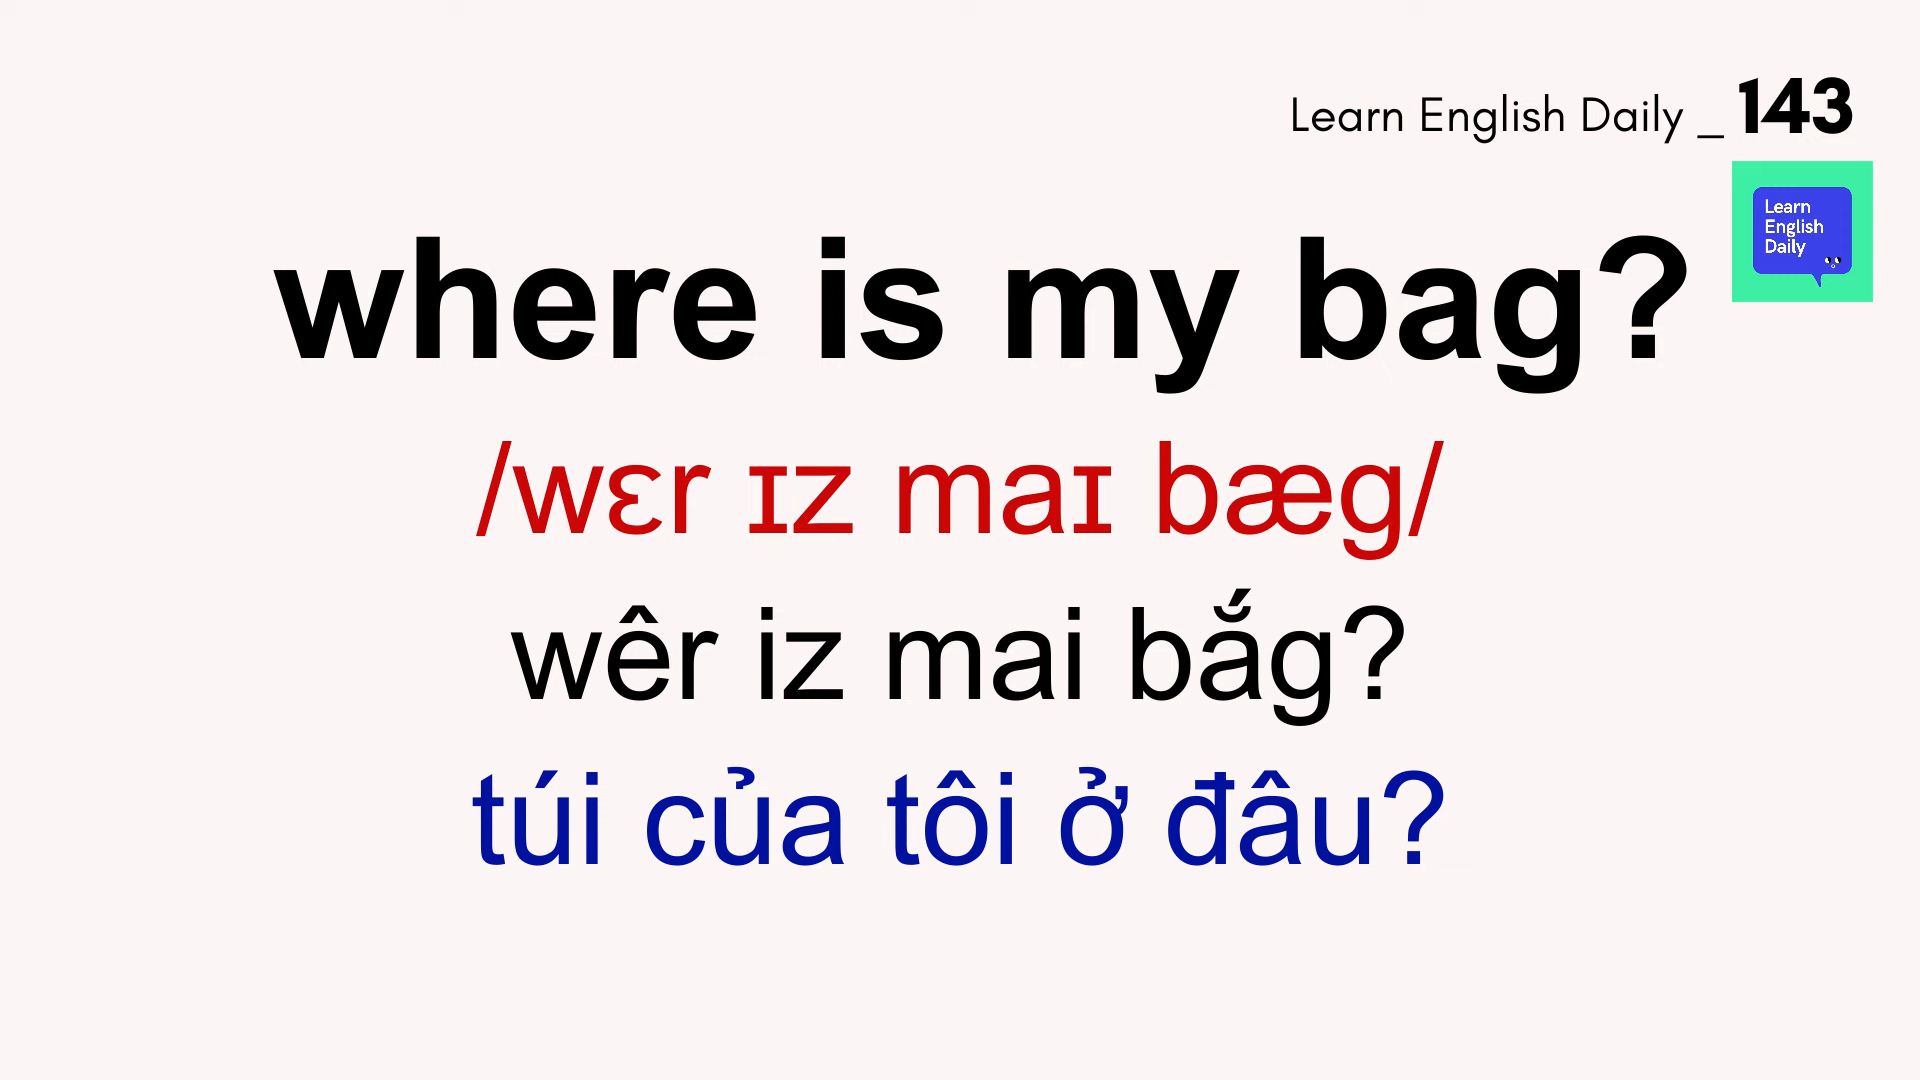 Learn English Daily _ 143
Learn
English
Daily
where is my bag?
/wɛr ɪz maɪ bæg/
wêr iz mai bắg?
túi của tôi ở đâu?